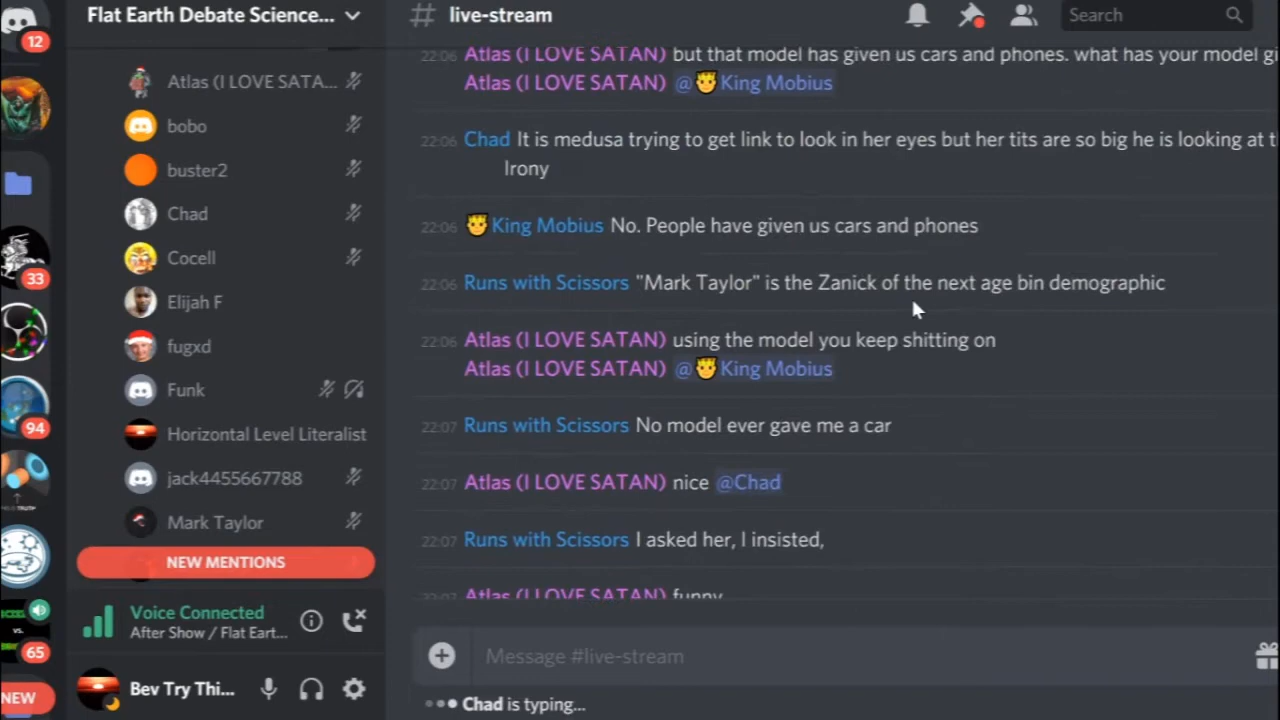 Flat Earth Debate Science...
# live-stream
Search
12
33
94
65
NEW
Atlas (I LOVE SATA...
bobo
buster2
Chad
Cocell
Elijah F
fugxd
Funk
Horizontal Level Literalist
jack4455667788
Mark Taylor
NEW MENTIONS
Voice Connected
After Show / Flat Eart...
Bev Try Thi...
22:06 Atlas (I LOVE SATAN) but that model has given us cars and phones. what has your model gi
Atlas (I LOVE SATAN) @King Mobius
22:06 Chad It is medusa trying to get link to look in her eyes but her tits are so big he is looking at t
Irony
22:06 King Mobius No. People have given us cars and phones
22:06 Runs with Scissors "Mark Taylor" is the Zanick of the next age bin demographic
22:06 Atlas (I LOVE SATAN) using the model you keep shitting on
Atlas (I LOVE SATAN) @King Mobius
22:07 Runs with Scissors No model ever gave me a car
22:07 Atlas (I LOVE SATAN) nice @Chad
22:07 Runs with Scissors I asked her, I insisted,
22:07 Atlas (I LOVE SATAN) funny
Message #live-stream
Chad is typing...